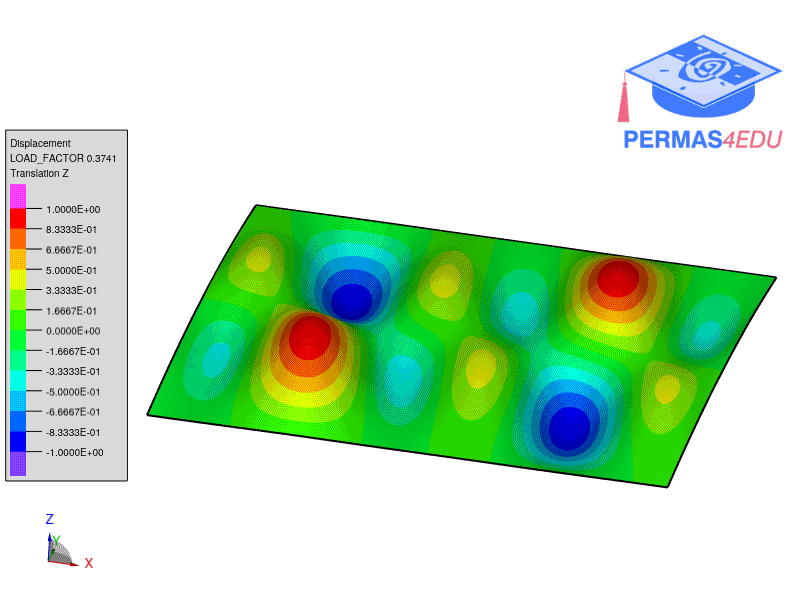 PERMAS4EDU
Displacement
LOAD_FACTOR 0.3741
Translation Z
1.0000E+00
8.3333E-01
6.6667E-01
5.0000E-01
3.3333E-01
1.6667E-01
0.0000E+00
-1.6667E-01
-3.3333E-01
-5.0000E-01
-6.6667E-01
-8.3333E-01
-1.0000E+00
Z
Y
X